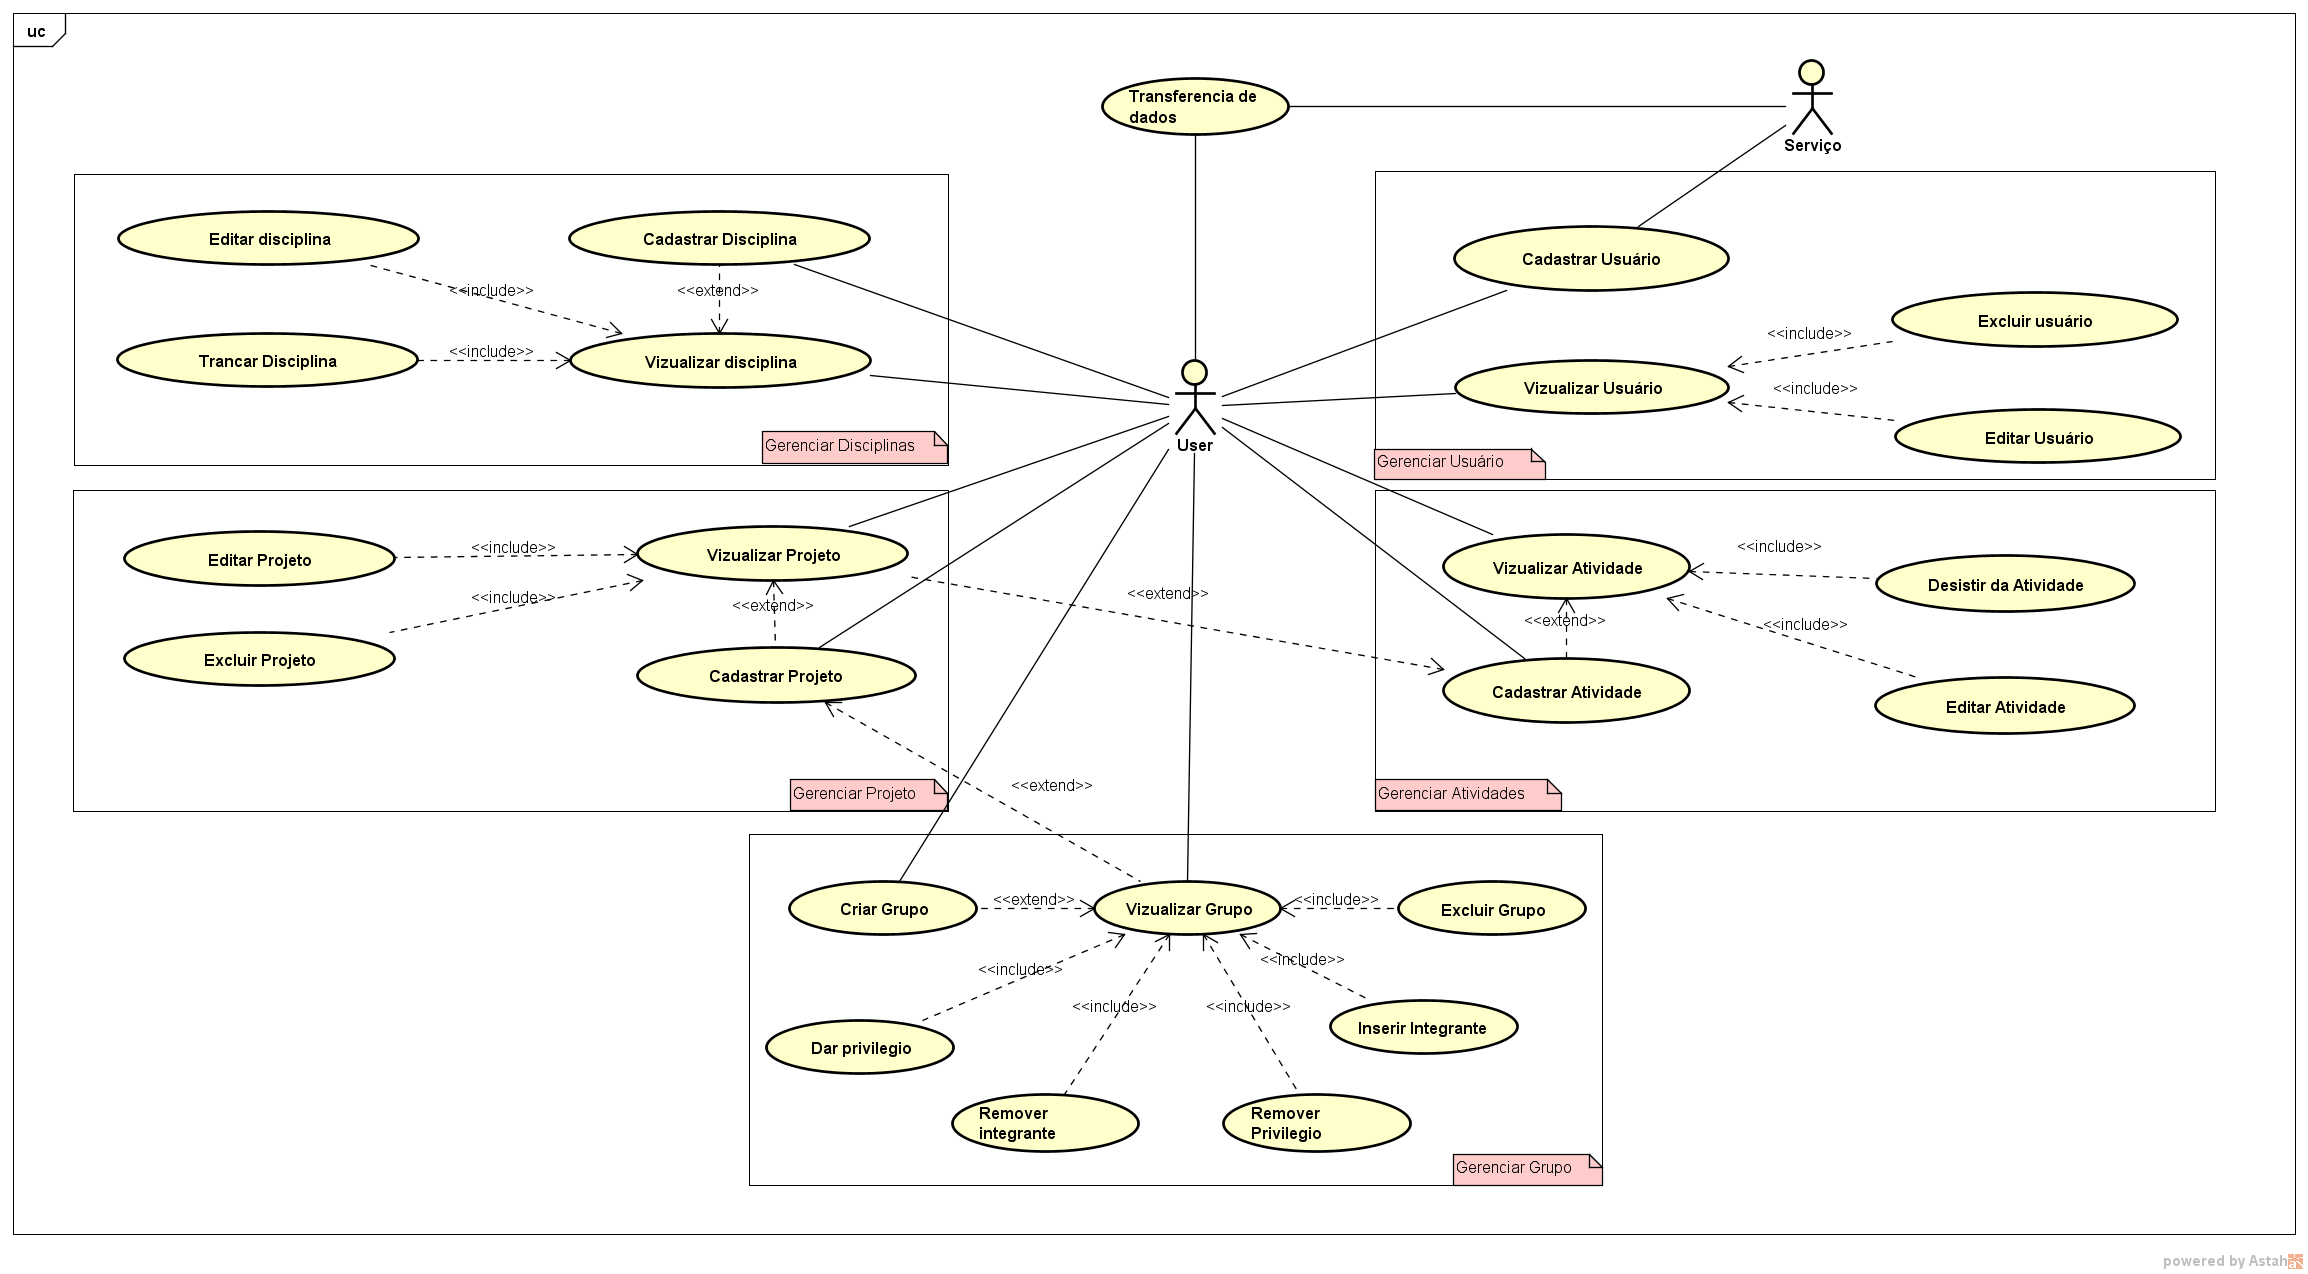 uc
Transferencia de
dados
Serviço
Editar disciplina
Cadastrar Disciplina
<<include>>
<<extend>>
Trancar Disciplina
<<include>>
Vizualizar disciplina
Gerenciar Disciplinas
User
Cadastrar Usuário
Excluir usuário
<<include>>
Vizualizar Usuário
<<include>>
Editar Usuário
Gerenciar Usuário
Editar Projeto
<<include>>
Vizualizar Projeto
<<include>>
<<extend>>
Excluir Projeto
Cadastrar Projeto
Gerenciar Projeto
<<extend>>
<<extend>>
Vizualizar Atividade
<<include>>
Desistir da Atividade
<<extend>>
<<include>>
Cadastrar Atividade
Editar Atividade
Gerenciar Atividades
Criar Grupo
<<extend>>
Vizualizar Grupo
<<include>>
Excluir Grupo
<<include>>
<<include>>
<<include>>
<<include>>
Inserir Integrante
Dar privilegio
Remover
integrante
Remover
Privilegio
Gerenciar Grupo
powered by Astah